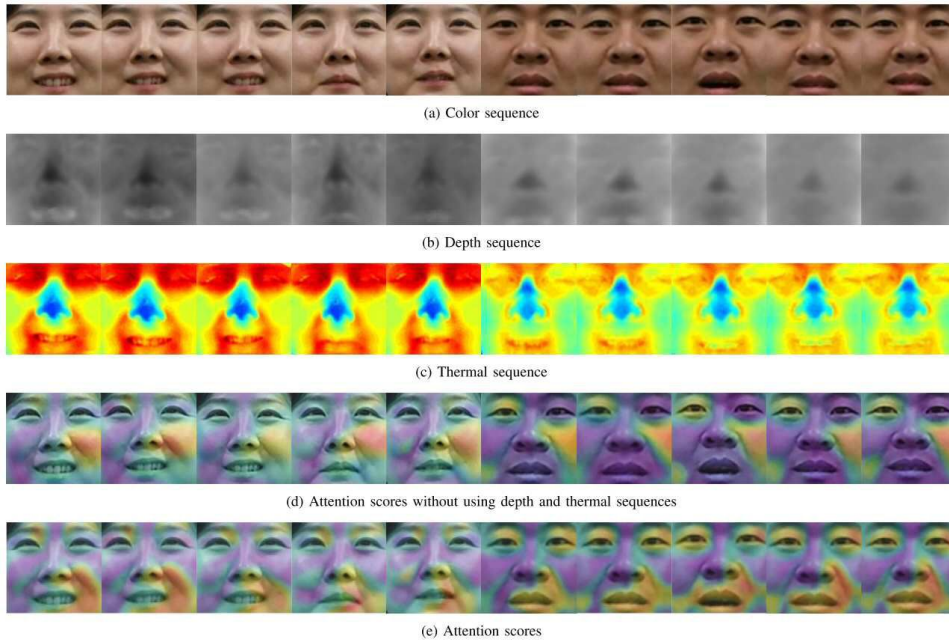 (a) Color sequence
(b) Depth sequence
(c) Thermal sequence
(d) Attention scores without using depth and thermal sequences
(e) Attention scores